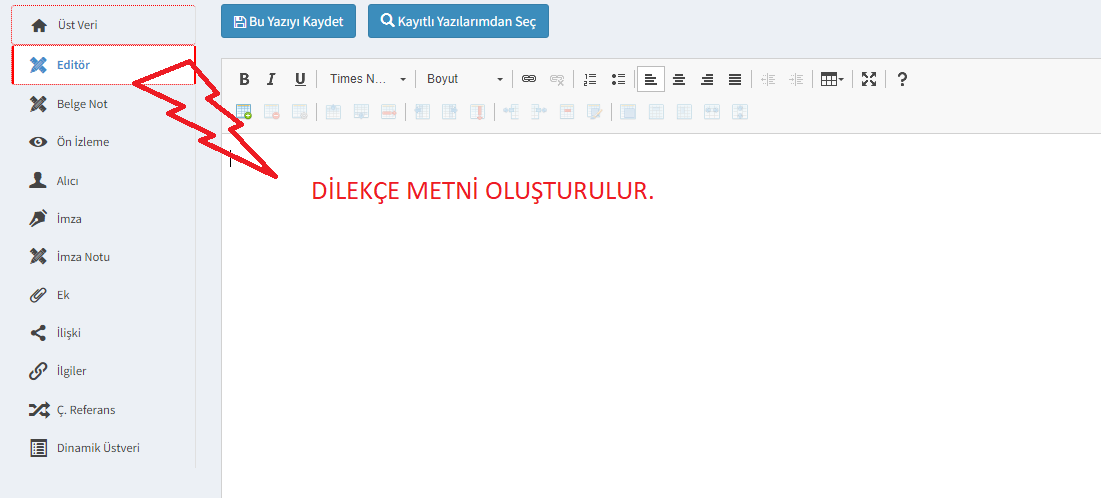 Üst Veri
Editör
Belge Not
Ön İzleme
Alıcı
İmza
İmza Notu
Ek
İlişki
İlgiler
Ç. Referans
Dinamik Üstveri
Bu Yazıyı Kaydet Kayıtlı Yazılarımdan Seç
B I U Times N... Boyut ?
DİLEKÇE METNİ OLUŞTURULUR.